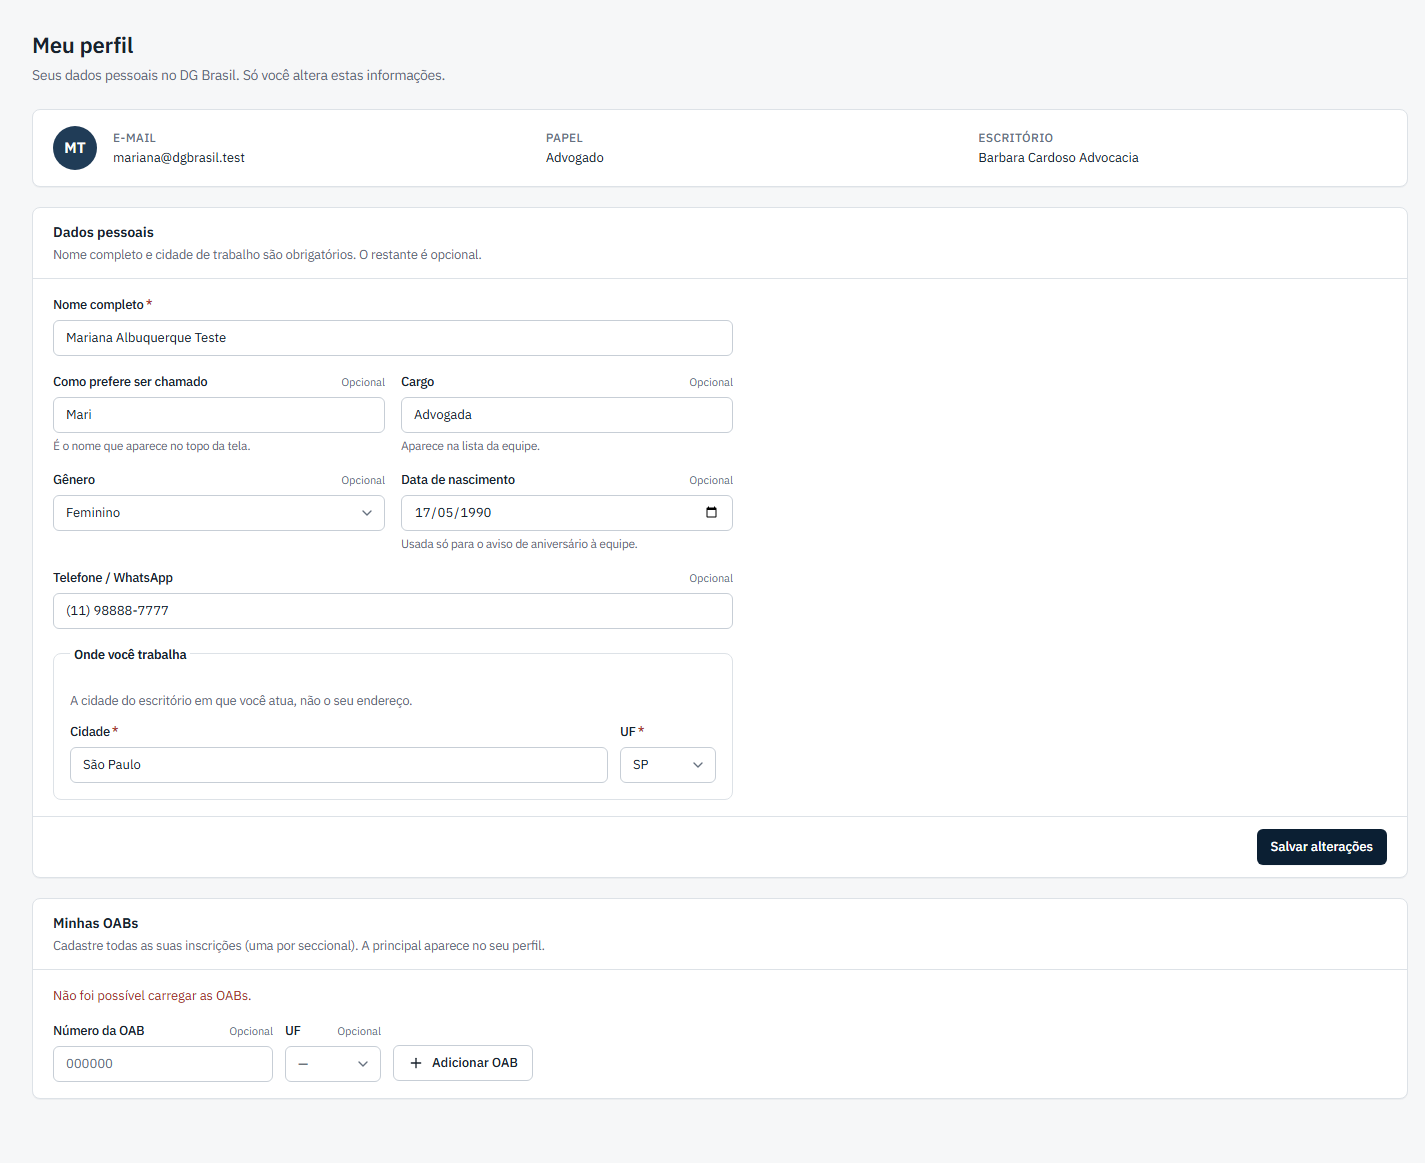 Meu perfil
Seus dados pessoais no DG Brasil. Só você altera estas informações.
MT
E-MAIL
mariana@dgbrasil.test
PAPEL
Advogado
ESCRITÓRIO
Barbara Cardoso Advocacia
Dados pessoais
Nome completo e cidade de trabalho são obrigatórios. O restante é opcional.
Nome completo *
Mariana Albuquerque Teste
Como prefere ser chamado Opcional
Mari
É o nome que aparece no topo da tela.
Cargo Opcional
Advogada
Aparece na lista da equipe.
Gênero Opcional
Feminino
Data de nascimento Opcional
17/05/1990
Usada só para o aviso de aniversário à equipe.
Telefone / WhatsApp Opcional
(11) 98888-7777
Onde você trabalha
A cidade do escritório em que você atua, não o seu endereço.
Cidade *
São Paulo
UF *
SP
Salvar alterações
Minhas OABs
Cadastre todas as suas inscrições (uma por seccional). A principal aparece no seu perfil.
Não foi possível carregar as OABs.
Número da OAB Opcional
000000
UF Opcional
—
+ Adicionar OAB